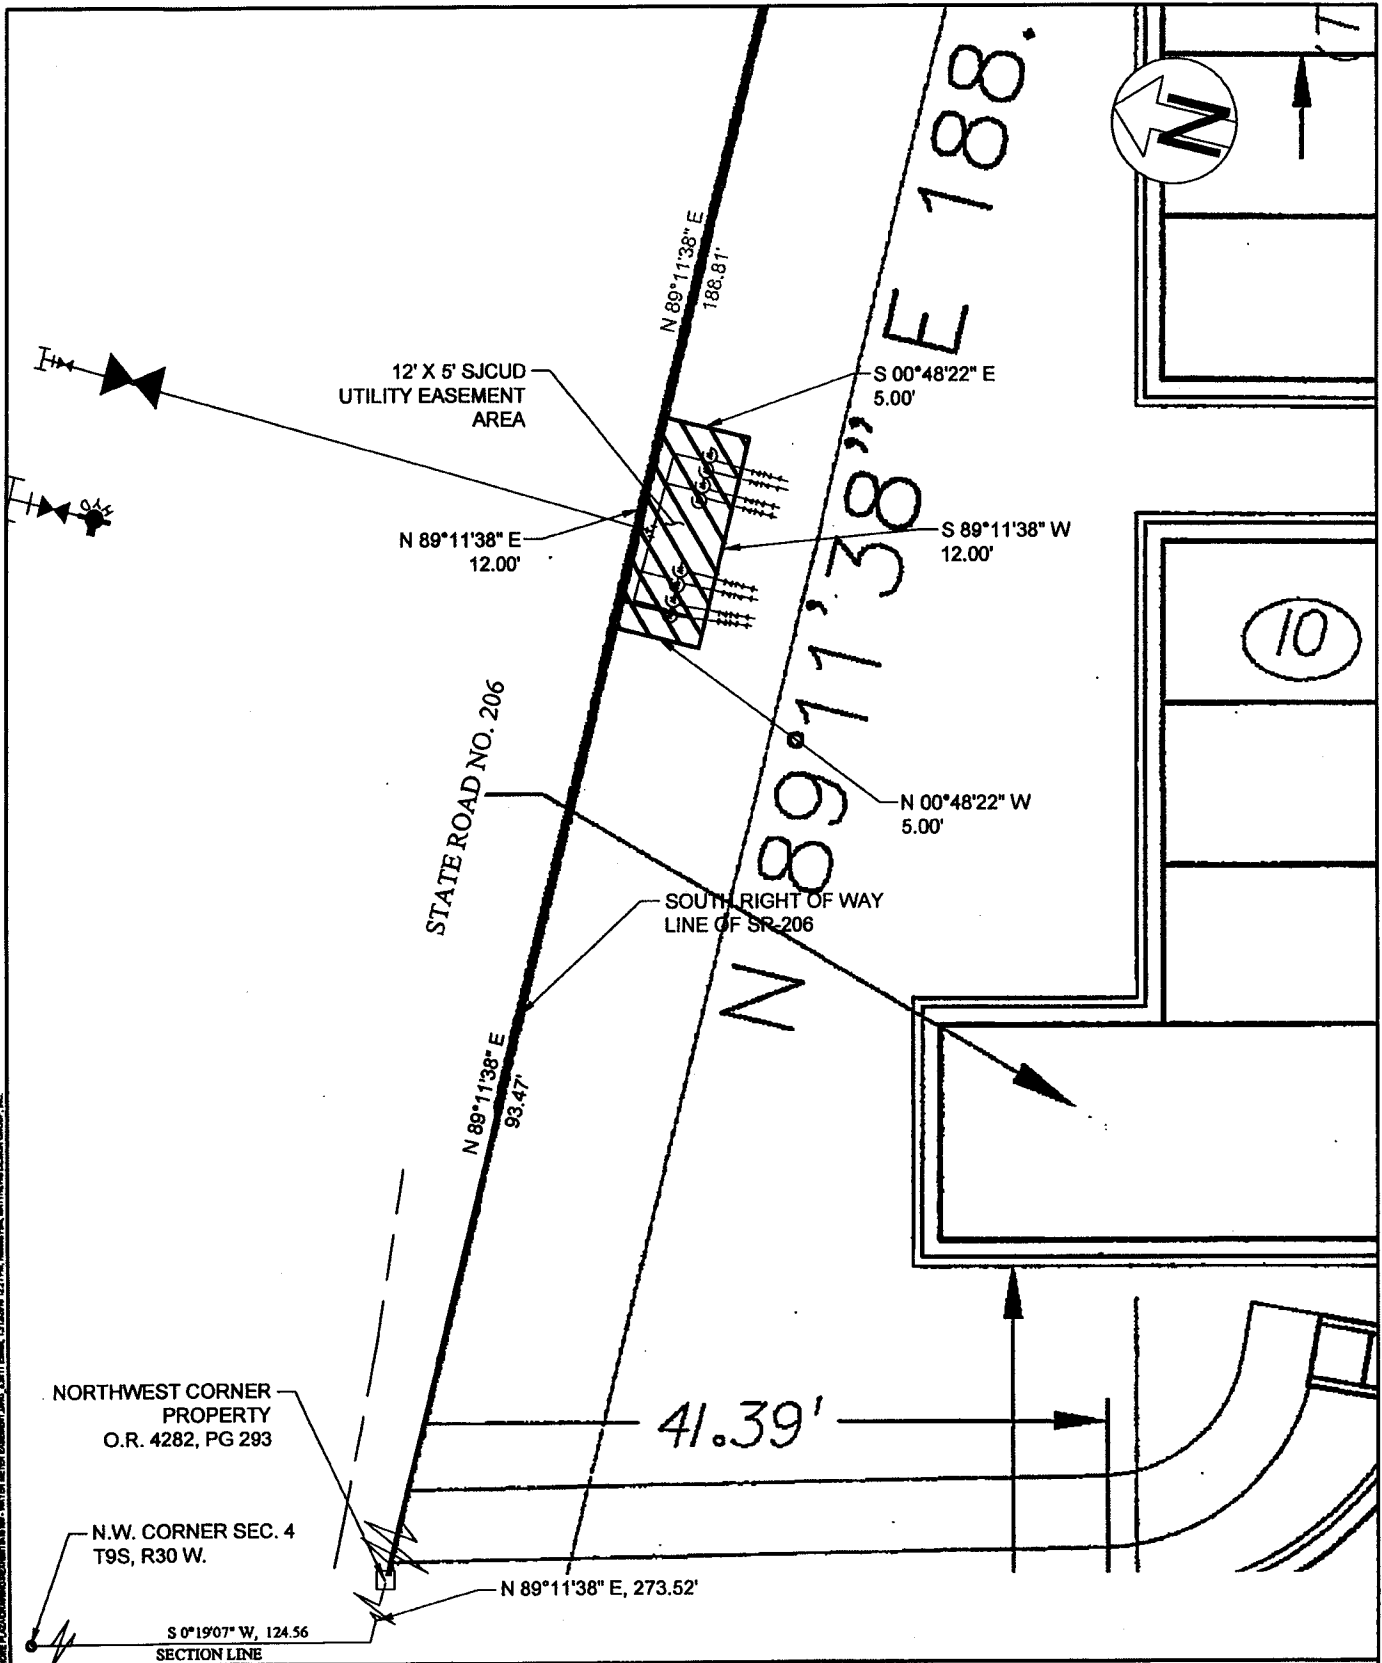 N
N 89°11'38" E 188.
N 89°11'38" E
188.81'
12' X 5' SJCUD
UTILITY EASEMENT
AREA
S 00°48'22" E
5.00'
HYD
N 89°11'38" E
12.00'
S 89°11'38" W
12.00'
10
STATE ROAD NO. 206
N 00°48'22" W
5.00'
SOUTH RIGHT OF WAY
LINE OF SR-206
N 89°11'38" E
93.47'
41.39'
NORTHWEST CORNER
PROPERTY
O.R. 4282, PG 293
N.W. CORNER SEC. 4
T9S, R30 W.
N 89°11'38" E, 273.52'
S 0°19'07" W, 124.56
SECTION LINE